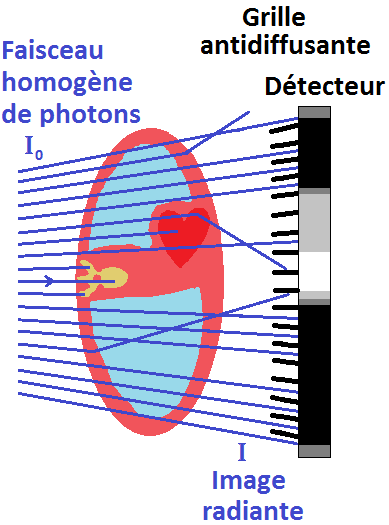 Grille
antidiffusante
Détecteur
Faisceau
homogène
de photons
I₀
I
Image
radiante